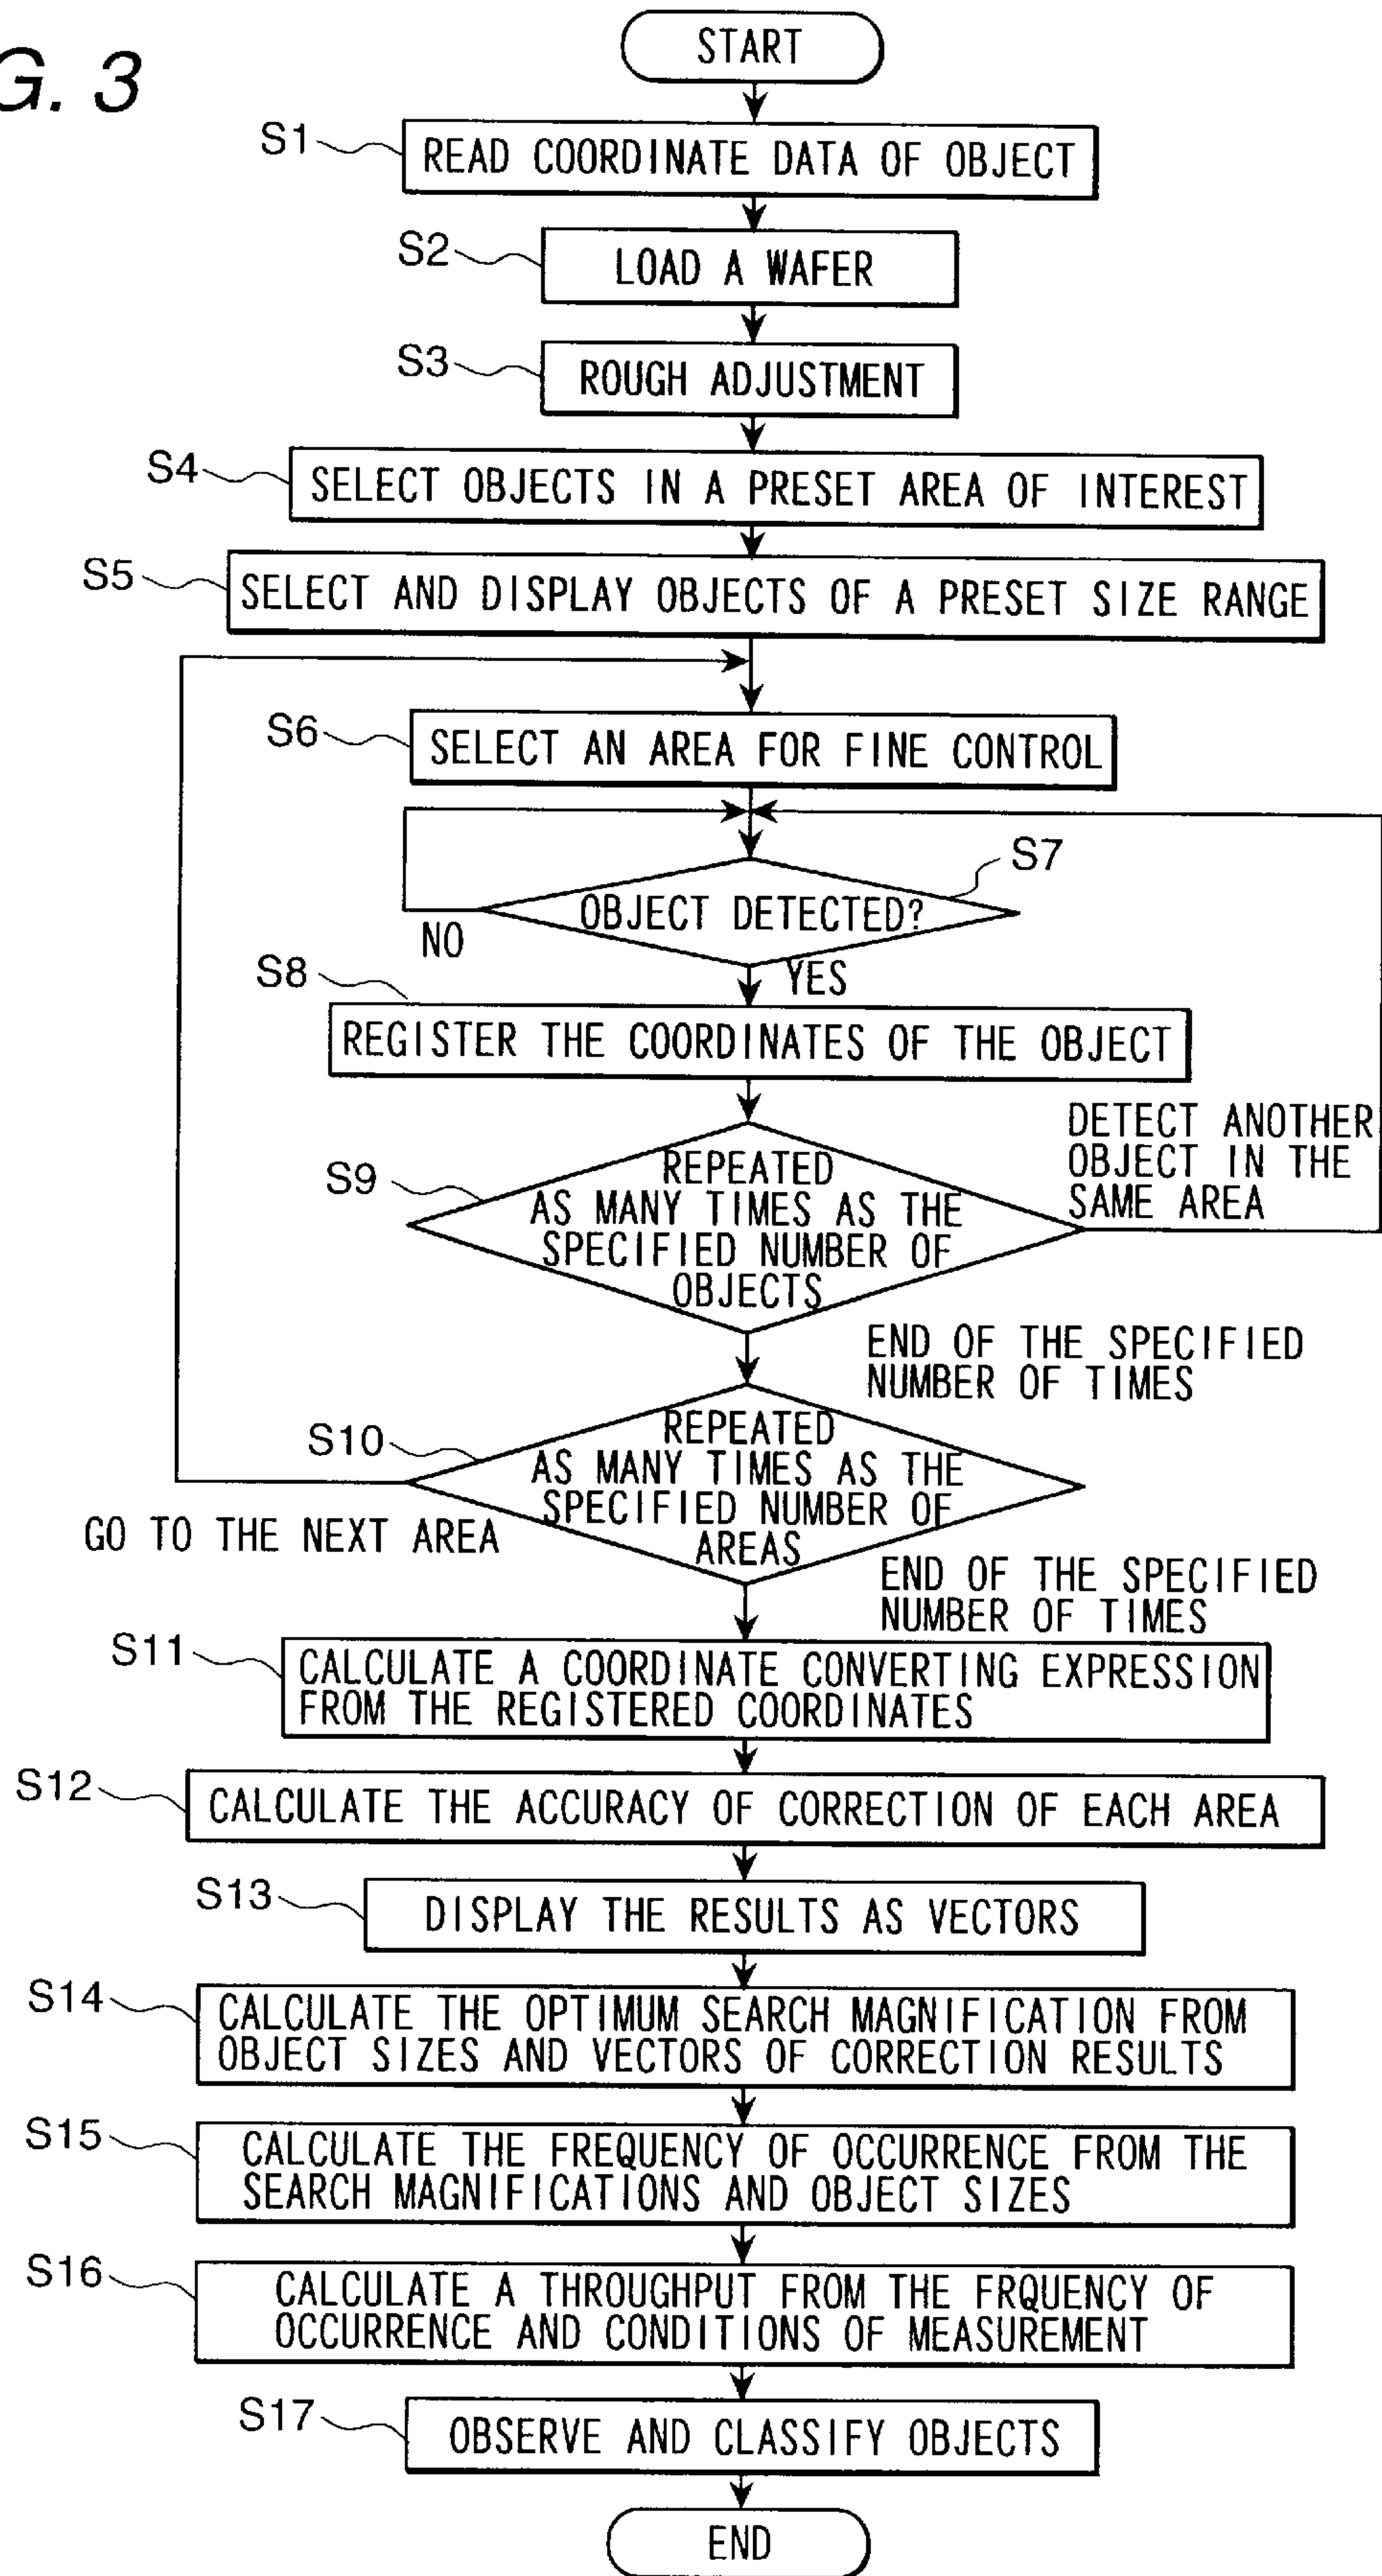 G. 3
START
S1
READ COORDINATE DATA OF OBJECT
S2
LOAD A WAFER
S3
ROUGH ADJUSTMENT
S4
SELECT OBJECTS IN A PRESET AREA OF INTEREST
S5
SELECT AND DISPLAY OBJECTS OF A PRESET SIZE RANGE
S6
SELECT AN AREA FOR FINE CONTROL
S7
OBJECT DETECTED?
NO
YES
S8
REGISTER THE COORDINATES OF THE OBJECT
S9
REPEATED
AS MANY TIMES AS THE
SPECIFIED NUMBER OF
OBJECTS
DETECT ANOTHER
OBJECT IN THE
SAME AREA
END OF THE SPECIFIED
NUMBER OF TIMES
S10
REPEATED
AS MANY TIMES AS THE
SPECIFIED NUMBER OF
AREAS
GO TO THE NEXT AREA
END OF THE SPECIFIED
NUMBER OF TIMES
S11
CALCULATE A COORDINATE CONVERTING EXPRESSION
FROM THE REGISTERED COORDINATES
S12
CALCULATE THE ACCURACY OF CORRECTION OF EACH AREA
S13
DISPLAY THE RESULTS AS VECTORS
S14
CALCULATE THE OPTIMUM SEARCH MAGNIFICATION FROM
OBJECT SIZES AND VECTORS OF CORRECTION RESULTS
S15
CALCULATE THE FREQUENCY OF OCCURRENCE FROM THE
SEARCH MAGNIFICATIONS AND OBJECT SIZES
S16
CALCULATE A THROUGHPUT FROM THE FRQUENCY OF
OCCURRENCE AND CONDITIONS OF MEASUREMENT
S17
OBSERVE AND CLASSIFY OBJECTS
END